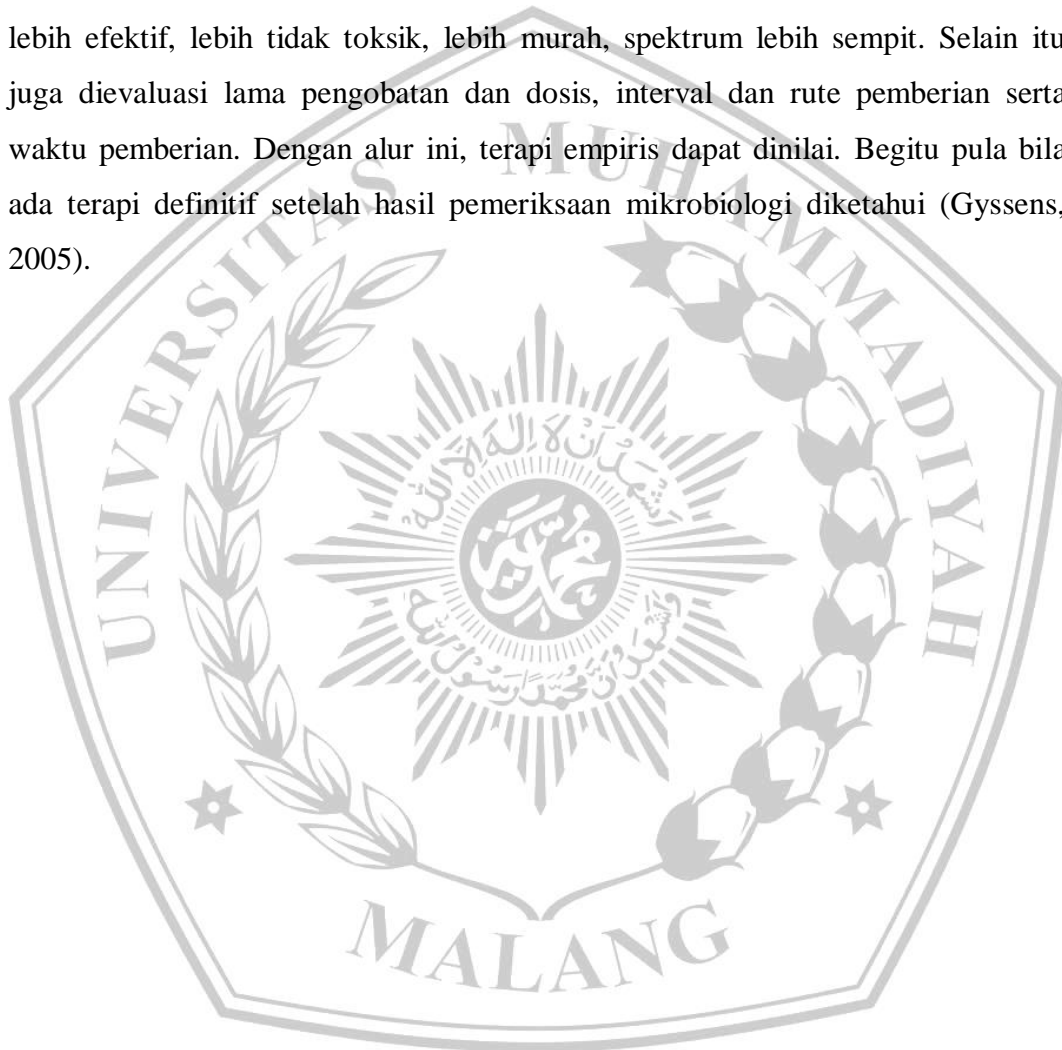 lebih efektif, lebih tidak toksik, lebih murah, spektrum lebih sempit. Selain itu
juga dievaluasi lama pengobatan dan dosis, interval dan rute pemberian serta
waktu pemberian. Dengan alur ini, terapi empiris dapat dinilai. Begitu pula bila
ada terapi definitif setelah hasil pemeriksaan mikrobiologi diketahui (Gyssens,
2005).
UNIVERSITAS MUHAMMADIYAH
MALANG